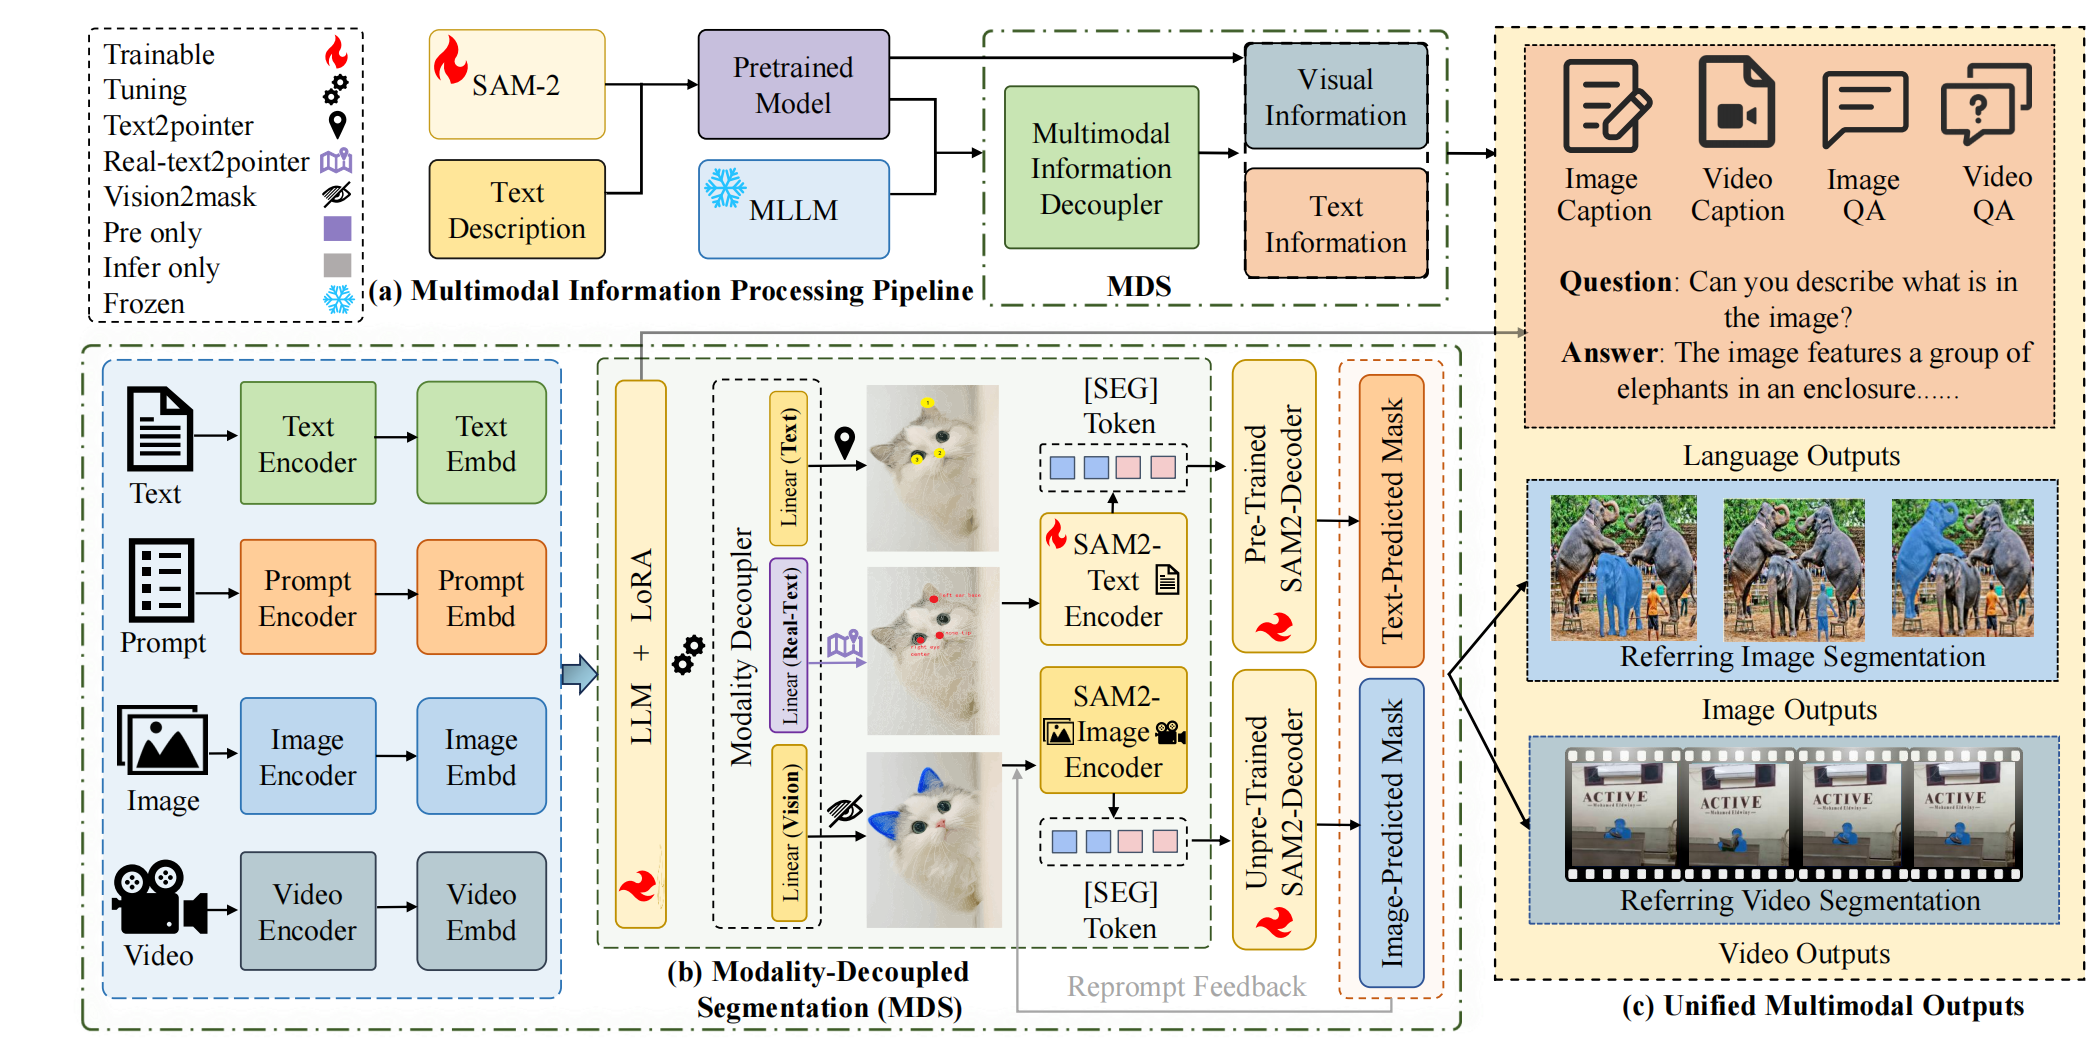 Trainable
Tuning
Text2pointer
Real-text2pointer
Vision2mask
Pre only
Infer only
Frozen
SAM-2
Text
Description
Pretrained
Model
MLLM
Multimodal
Information
Decoupler
Visual
Information
Text
Information
(a) Multimodal Information Processing Pipeline
MDS
Text
Text
Encoder
Text
Embd
Prompt
Prompt
Encoder
Prompt
Embd
Image
Image
Encoder
Image
Embd
Video
Video
Encoder
Video
Embd
LLM + LoRA
Modality Decoupler
Linear (Text)
Linear (Real-Text)
Linear (Vision)
1
2
3
right eye
center
[SEG]
Token
SAM2-
Text
Encoder
SAM2-
Image
Encoder
[SEG]
Token
Pre-Trained
SAM2-Decoder
Unpre-Trained
SAM2-Decoder
Text-Predicted Mask
Image-Predicted Mask
Reprompt Feedback
(b) Modality-Decoupled
Segmentation (MDS)
Image
Caption
Video
Caption
Image
QA
Video
QA
Question: Can you describe what is in
the image?
Answer: The image features a group of
elephants in an enclosure......
Language Outputs
Referring Image Segmentation
Image Outputs
ACTIVE
ACTIVE
ACTIVE
ACTIVE
Referring Video Segmentation
Video Outputs
(c) Unified Multimodal Outputs